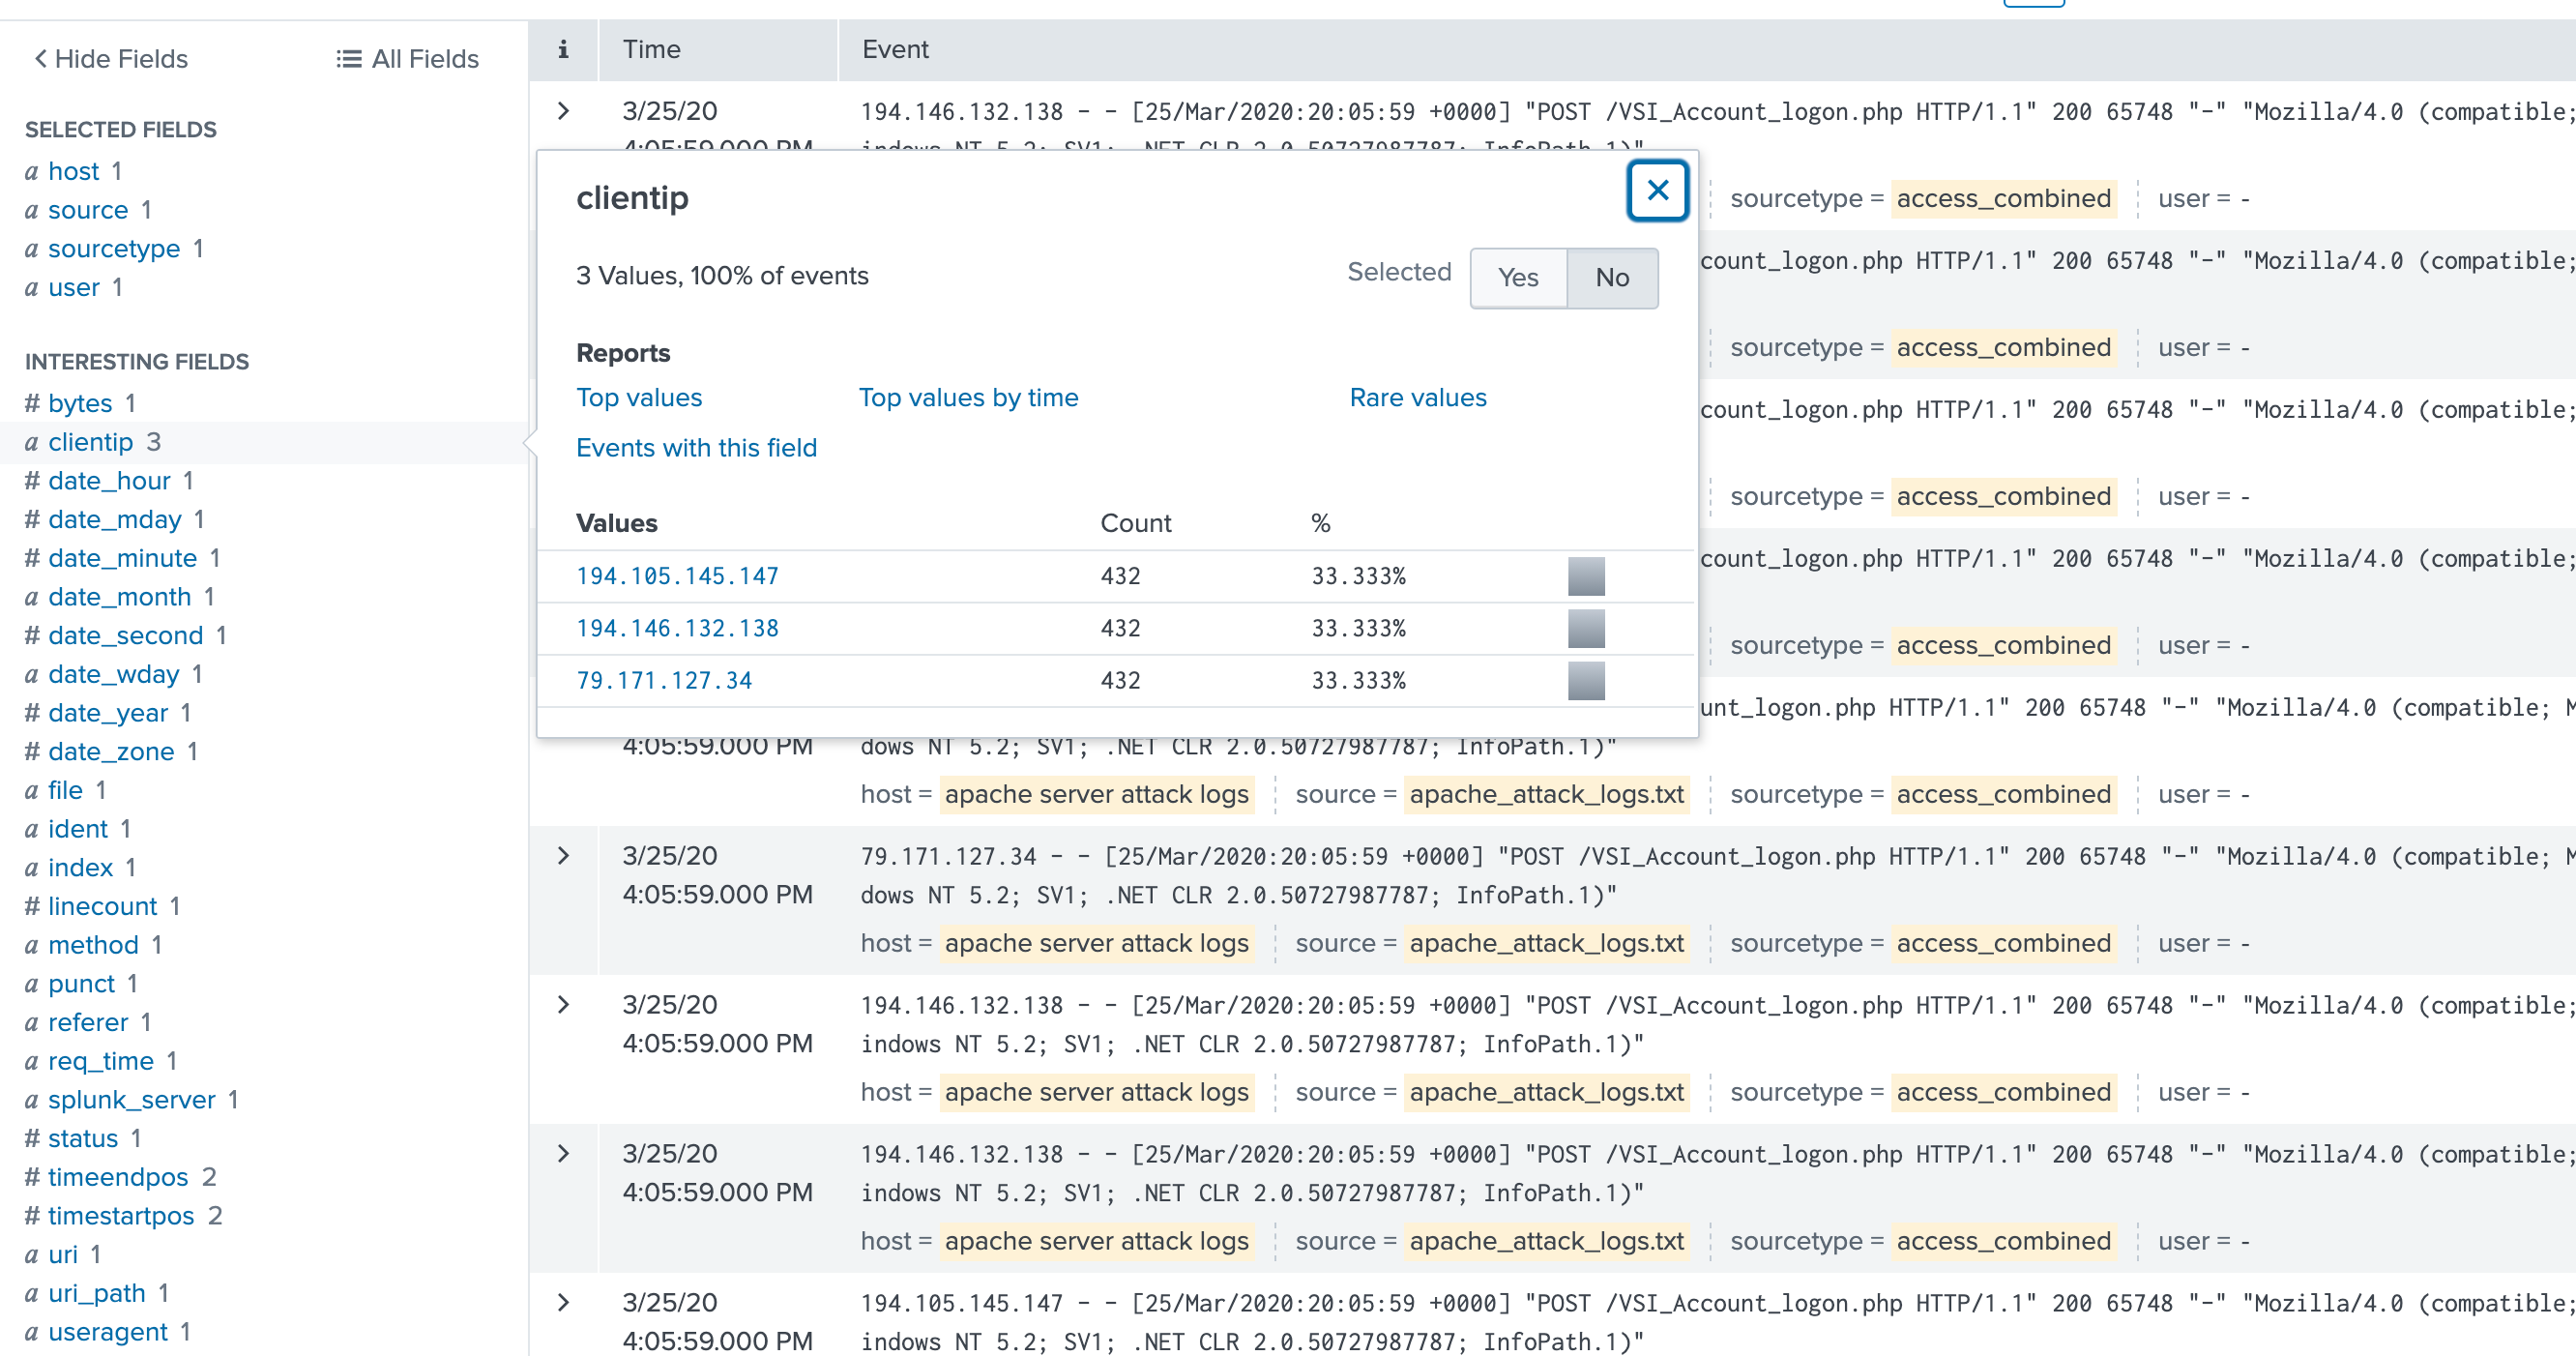 Hide Fields
All Fields
SELECTED FIELDS
a host 1
a source 1
a sourcetype 1
a user 1
INTERESTING FIELDS
# bytes 1
a clientip 3
# date_hour 1
# date_mday 1
# date_minute 1
a date_month 1
# date_second 1
a date_wday 1
# date_year 1
# date_zone 1
a file 1
a ident 1
a index 1
# linecount 1
a method 1
a punct 1
a referer 1
a req_time 1
a splunk_server 1
# status 1
# timeendpos 2
# timestartpos 2
a uri 1
a uri_path 1
a useragent 1
i Time Event
3/25/20 194.146.132.138 - - [25/Mar/2020:20:05:59 +0000] "POST /VSI_Account_logon.php HTTP/1.1" 200 65748 "-" "Mozilla/4.0 (compatible;
4:05:59.000 PM indows NT 5.2; SV1; .NET CLR 2.0.50727987787; InfoPath.1)"
sourcetype = access_combined user = -
count_logon.php HTTP/1.1" 200 65748 "-" "Mozilla/4.0 (compatible;
sourcetype = access_combined user = -
count_logon.php HTTP/1.1" 200 65748 "-" "Mozilla/4.0 (compatible;
sourcetype = access_combined user = -
count_logon.php HTTP/1.1" 200 65748 "-" "Mozilla/4.0 (compatible;
sourcetype = access_combined user = -
unt_logon.php HTTP/1.1" 200 65748 "-" "Mozilla/4.0 (compatible; M
clientip
3 Values, 100% of events
Selected Yes No
Reports
Top values Top values by time Rare values
Events with this field
Values Count %
194.105.145.147 432 33.333%
194.146.132.138 432 33.333%
79.171.127.34 432 33.333%
4:05:59.000 PM dows NT 5.2; SV1; .NET CLR 2.0.50727987787; InfoPath.1)"
host = apache server attack logs source = apache_attack_logs.txt sourcetype = access_combined user = -
3/25/20 79.171.127.34 - - [25/Mar/2020:20:05:59 +0000] "POST /VSI_Account_logon.php HTTP/1.1" 200 65748 "-" "Mozilla/4.0 (compatible; M
4:05:59.000 PM dows NT 5.2; SV1; .NET CLR 2.0.50727987787; InfoPath.1)"
host = apache server attack logs source = apache_attack_logs.txt sourcetype = access_combined user = -
3/25/20 194.146.132.138 - - [25/Mar/2020:20:05:59 +0000] "POST /VSI_Account_logon.php HTTP/1.1" 200 65748 "-" "Mozilla/4.0 (compatible;
4:05:59.000 PM indows NT 5.2; SV1; .NET CLR 2.0.50727987787; InfoPath.1)"
host = apache server attack logs source = apache_attack_logs.txt sourcetype = access_combined user = -
3/25/20 194.146.132.138 - - [25/Mar/2020:20:05:59 +0000] "POST /VSI_Account_logon.php HTTP/1.1" 200 65748 "-" "Mozilla/4.0 (compatible;
4:05:59.000 PM indows NT 5.2; SV1; .NET CLR 2.0.50727987787; InfoPath.1)"
host = apache server attack logs source = apache_attack_logs.txt sourcetype = access_combined user = -
3/25/20 194.105.145.147 - - [25/Mar/2020:20:05:59 +0000] "POST /VSI_Account_logon.php HTTP/1.1" 200 65748 "-" "Mozilla/4.0 (compatible;
4:05:59.000 PM indows NT 5.2; SV1; .NET CLR 2.0.50727987787; InfoPath.1)"